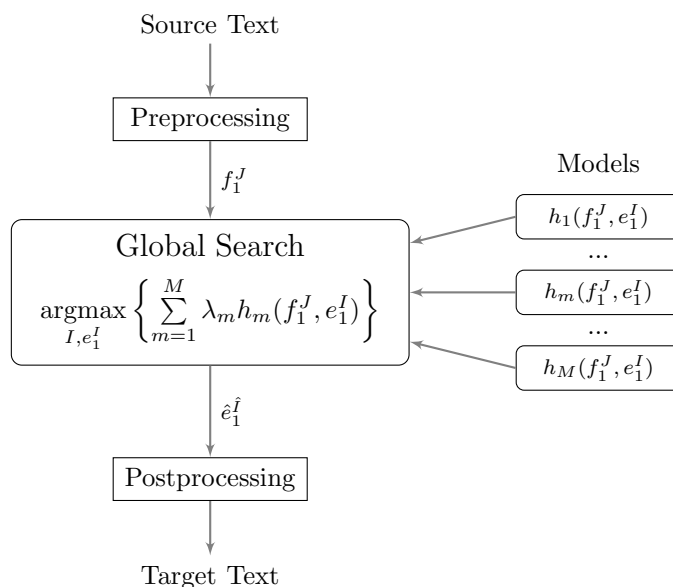 Source Text
Preprocessing
f_1^J
Models
h_1(f_1^J, e_1^I)
...
h_m(f_1^J, e_1^I)
...
h_M(f_1^J, e_1^I)
Global Search
argmax_{I,e_1^I} { ∑_{m=1}^{M} λ_m h_m(f_1^J, e_1^I) }
ê_1^Î
Postprocessing
Target Text